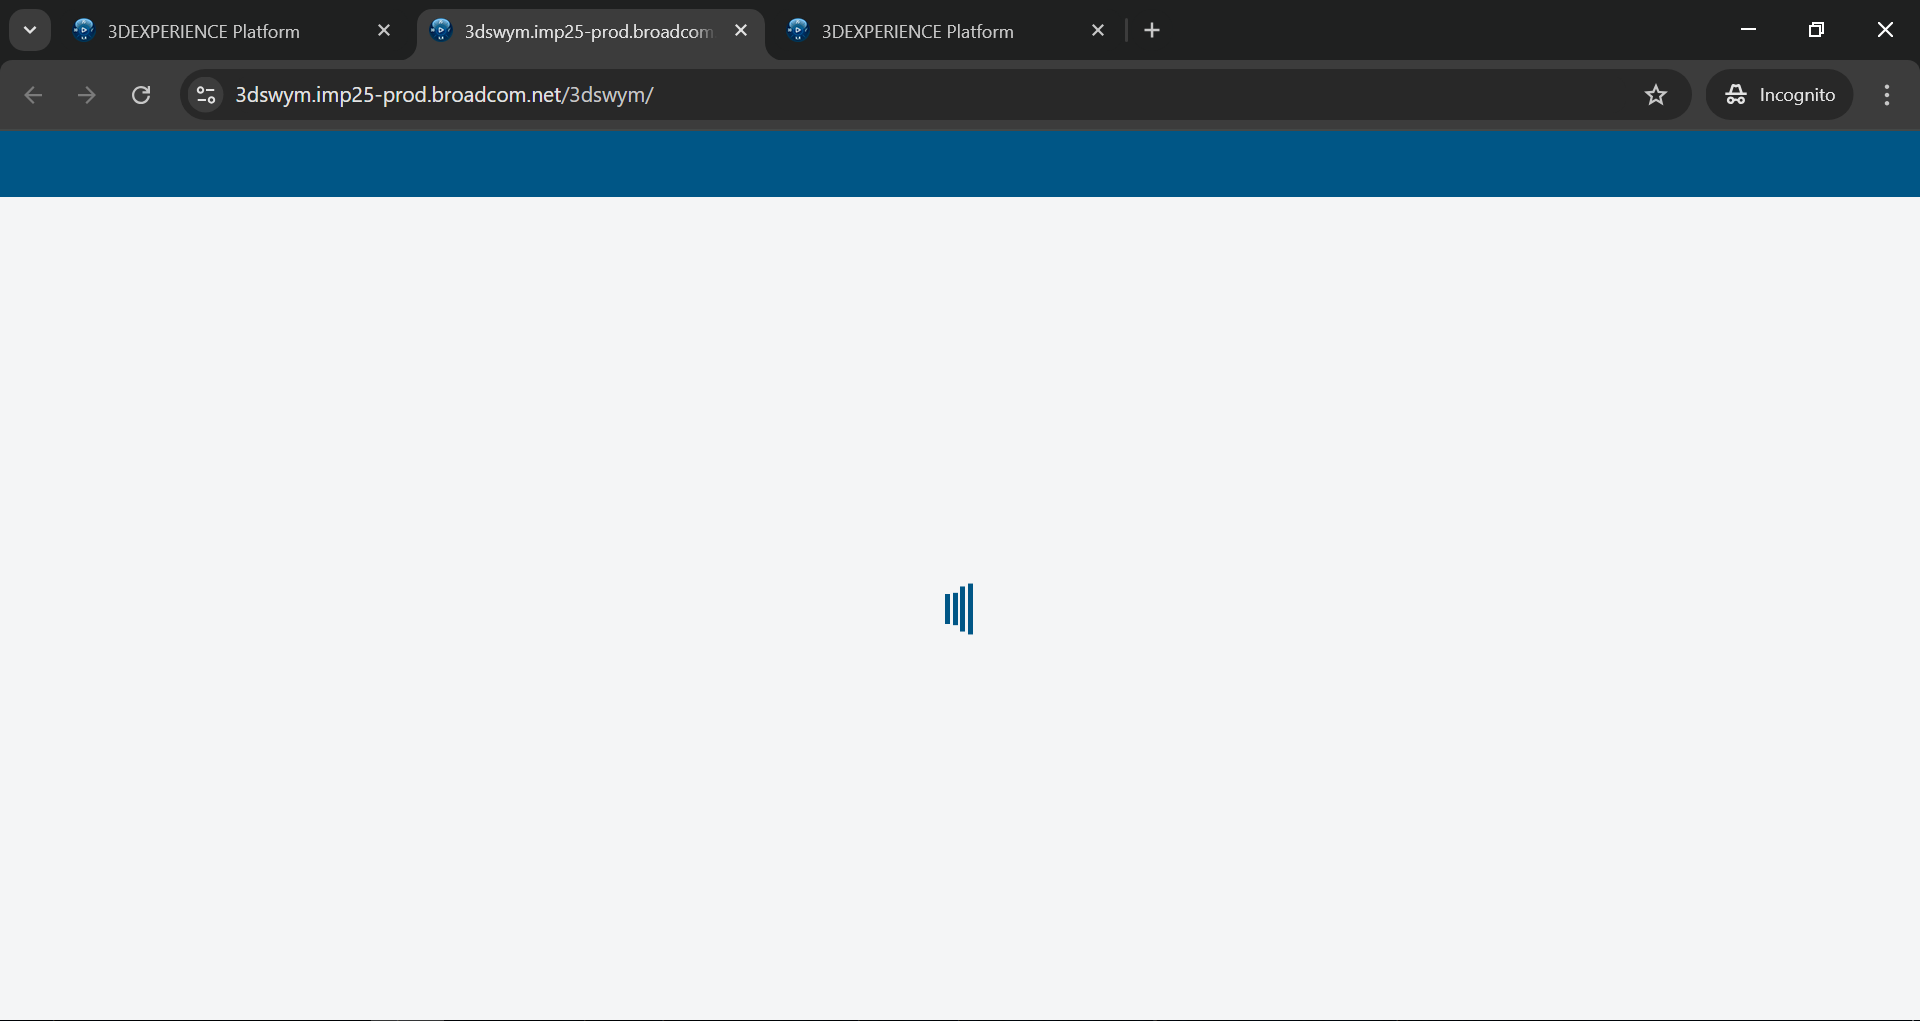 3DEXPERIENCE Platform
3dswym.imp25-prod.broadcom
3DEXPERIENCE Platform
3dswym.imp25-prod.broadcom.net/3dswym/
Incognito